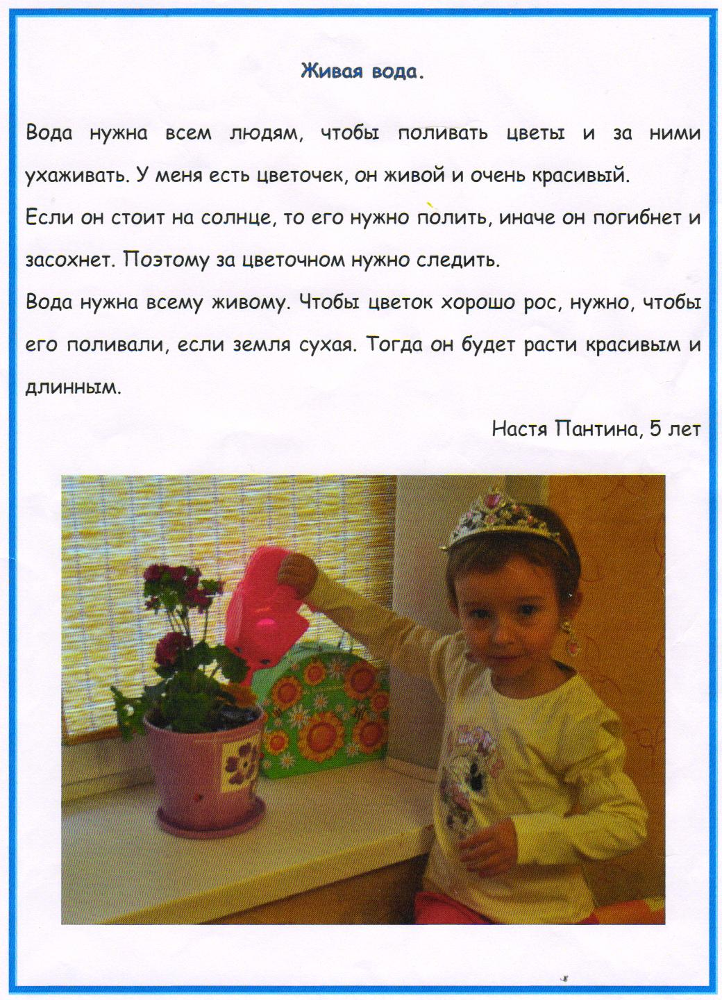 Живая вода.
Вода нужна всем людям, чтобы поливать цветы и за ними
ухаживать. У меня есть цветочек, он живой и очень красивый.
Если он стоит на солнце, то его нужно полить, иначе он погибнет и
засохнет. Поэтому за цветочном нужно следить.
Вода нужна всему живому. Чтобы цветок хорошо рос, нужно, чтобы
его поливали, если земля сухая. Тогда он будет расти красивым и
длинным.
Настя Пантина, 5 лет